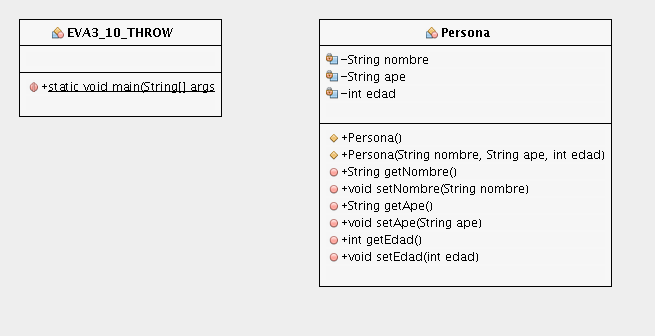 EVA3_10_THROW
+static void main(String[] args
Persona
-String nombre
-String ape
-int edad
+Persona()
+Persona(String nombre, String ape, int edad)
+String getNombre()
+void setNombre(String nombre)
+String getApe()
+void setApe(String ape)
+int getEdad()
+void setEdad(int edad)